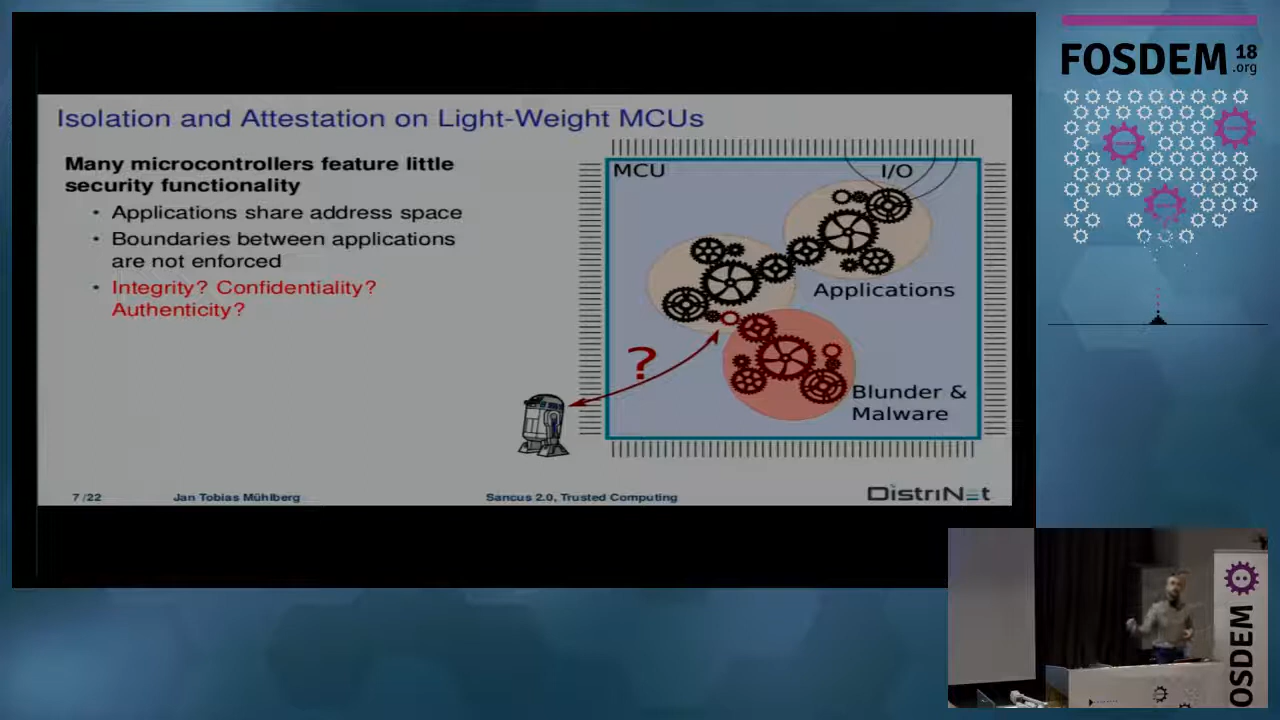 Isolation and Attestation on Light-Weight MCUs
Many microcontrollers feature little
security functionality
• Applications share address space
• Boundaries between applications
are not enforced
• Integrity? Confidentiality?
Authenticity?
MCU
I/O
Applications
?
Blunder &
Malware
7 /22
Jan Tobias Mühlberg
Sancus 2.0, Trusted Computing
DistriNet
FOSDEM 18
.org
OSDEM